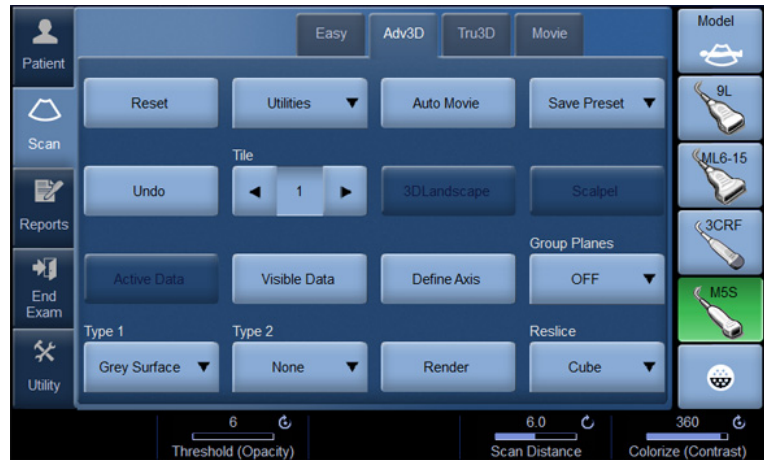 Patient
Scan
Reports
End
Exam
Utility
Easy
Adv3D
Tru3D
Movie
Reset
Utilities
Auto Movie
Save Preset
Tile
Undo
1
3DLandscape
Scalpel
Group Planes
Active Data
Visible Data
Define Axis
OFF
Type 1
Type 2
Reslice
Grey Surface
None
Render
Cube
Model
9L
ML6-15
3CRF
M5S
6
Threshold (Opacity)
6.0
Scan Distance
360
Colorize (Contrast)